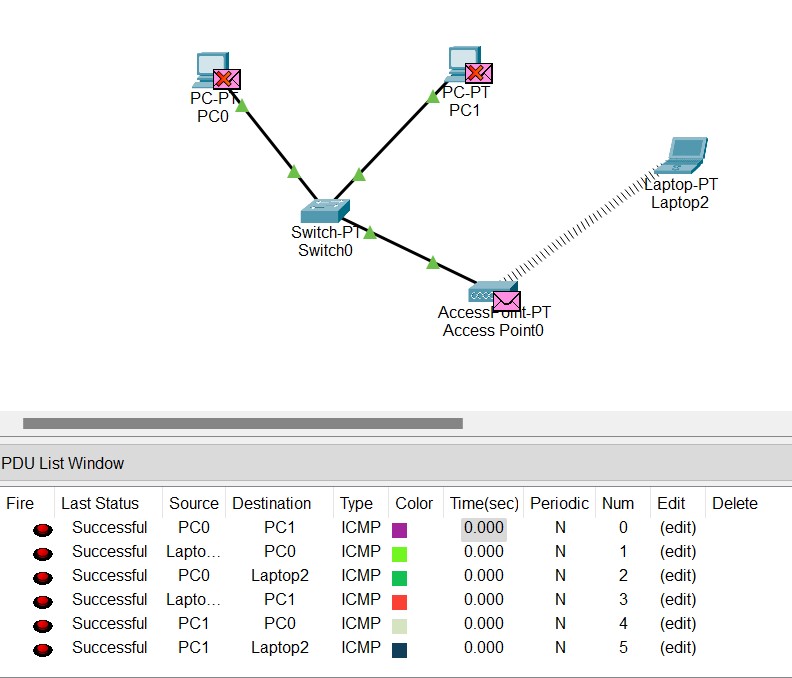 PC-PT
PC0
PC-PT
PC1
Laptop-PT
Laptop2
Switch-PT
Switch0
AccessPoint-PT
Access Point0
PDU List Window
Fire Last Status Source Destination Type Color Time(sec) Periodic Num Edit Delete
Successful PC0 PC1 ICMP 0.000 N 0 (edit)
Successful Lapto... PC0 ICMP 0.000 N 1 (edit)
Successful PC0 Laptop2 ICMP 0.000 N 2 (edit)
Successful Lapto... PC1 ICMP 0.000 N 3 (edit)
Successful PC1 PC0 ICMP 0.000 N 4 (edit)
Successful PC1 Laptop2 ICMP 0.000 N 5 (edit)